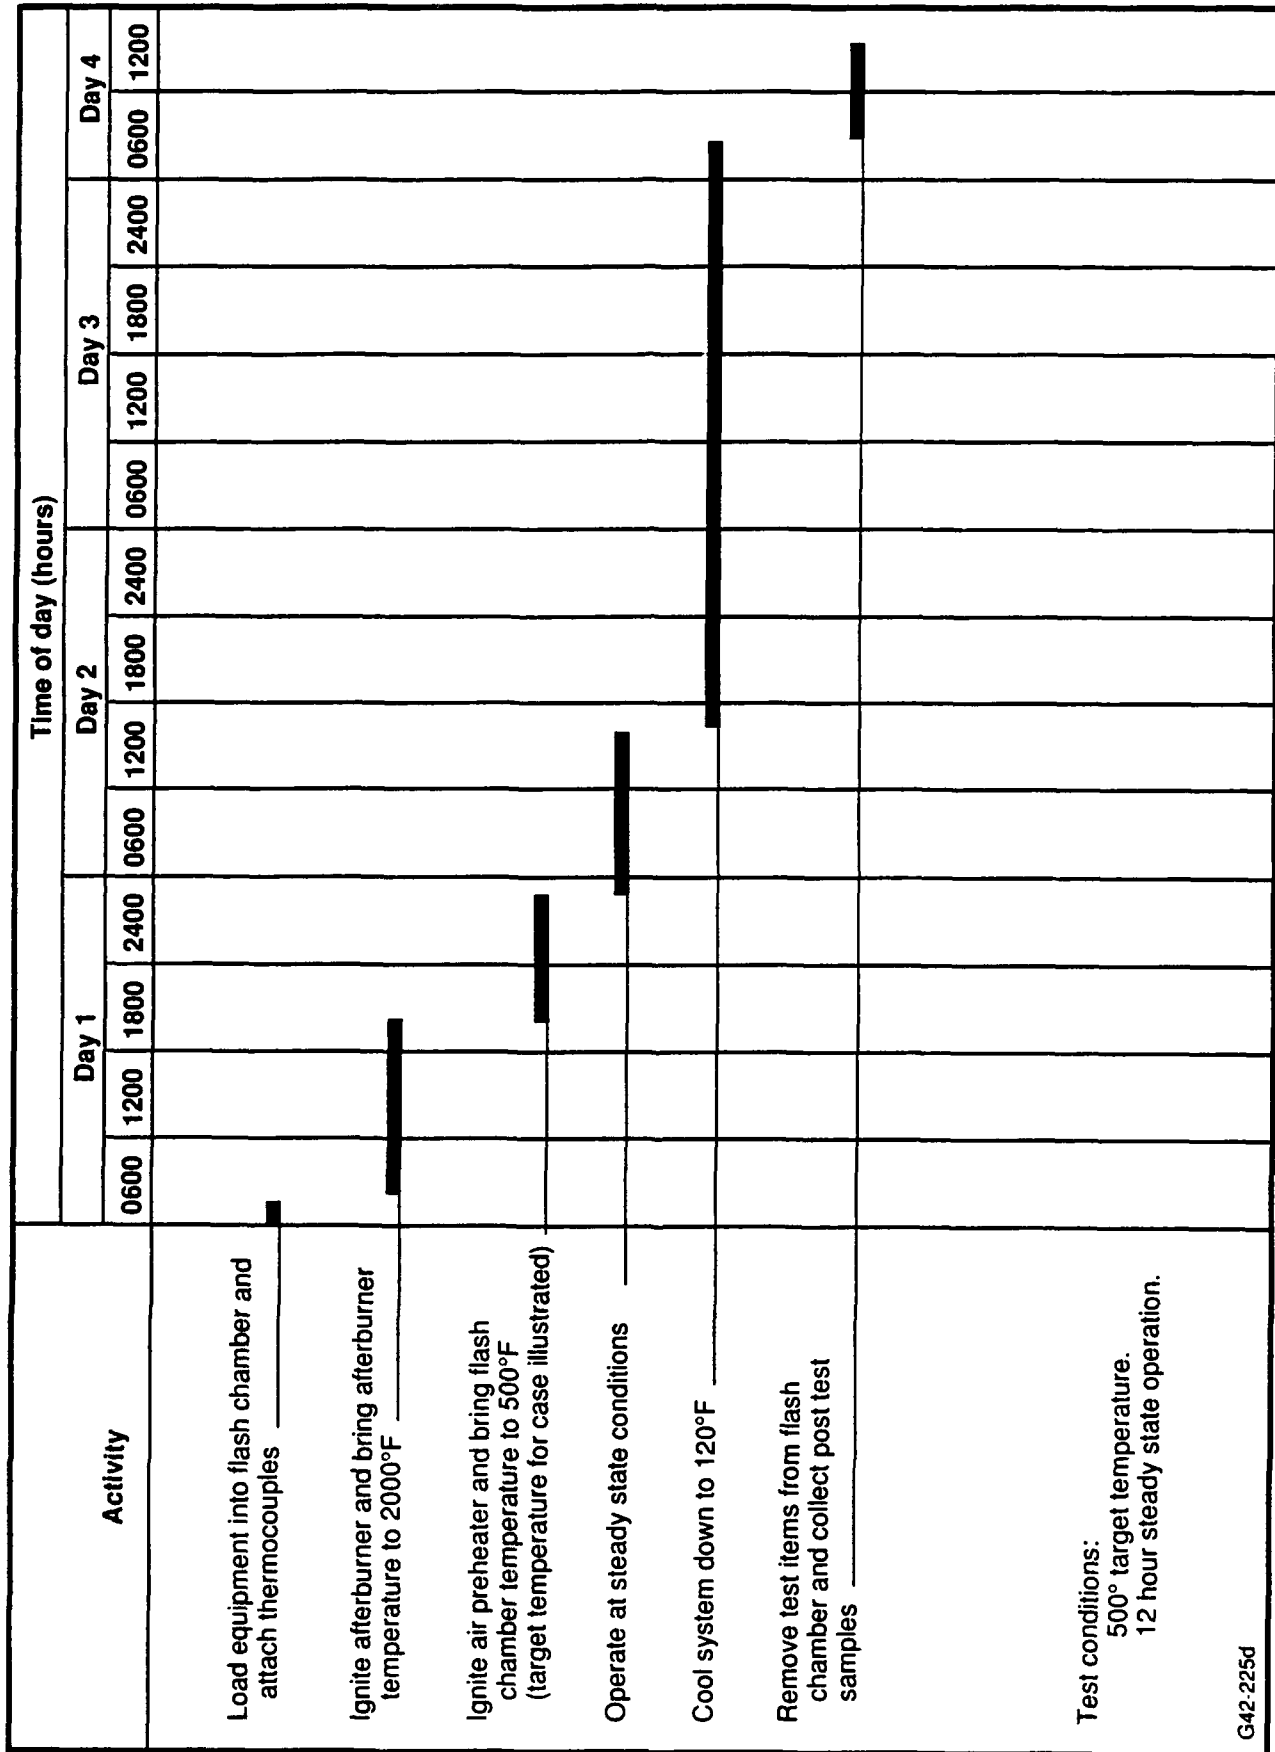 Activity
Time of day (hours)
Day 1
Day 2
Day 3
Day 4
0600 1200 1800 2400 0600 1200 1800 2400 0600 1200 1800 2400 0600 1200
Load equipment into flash chamber and
attach thermocouples
Ignite afterburner and bring afterburner
temperature to 2000°F
Ignite air preheater and bring flash
chamber temperature to 500°F
(target temperature for case illustrated)
Operate at steady state conditions
Cool system down to 120°F
Remove test items from flash
chamber and collect post test
samples
Test conditions:
500° target temperature.
12 hour steady state operation.
G42-225d